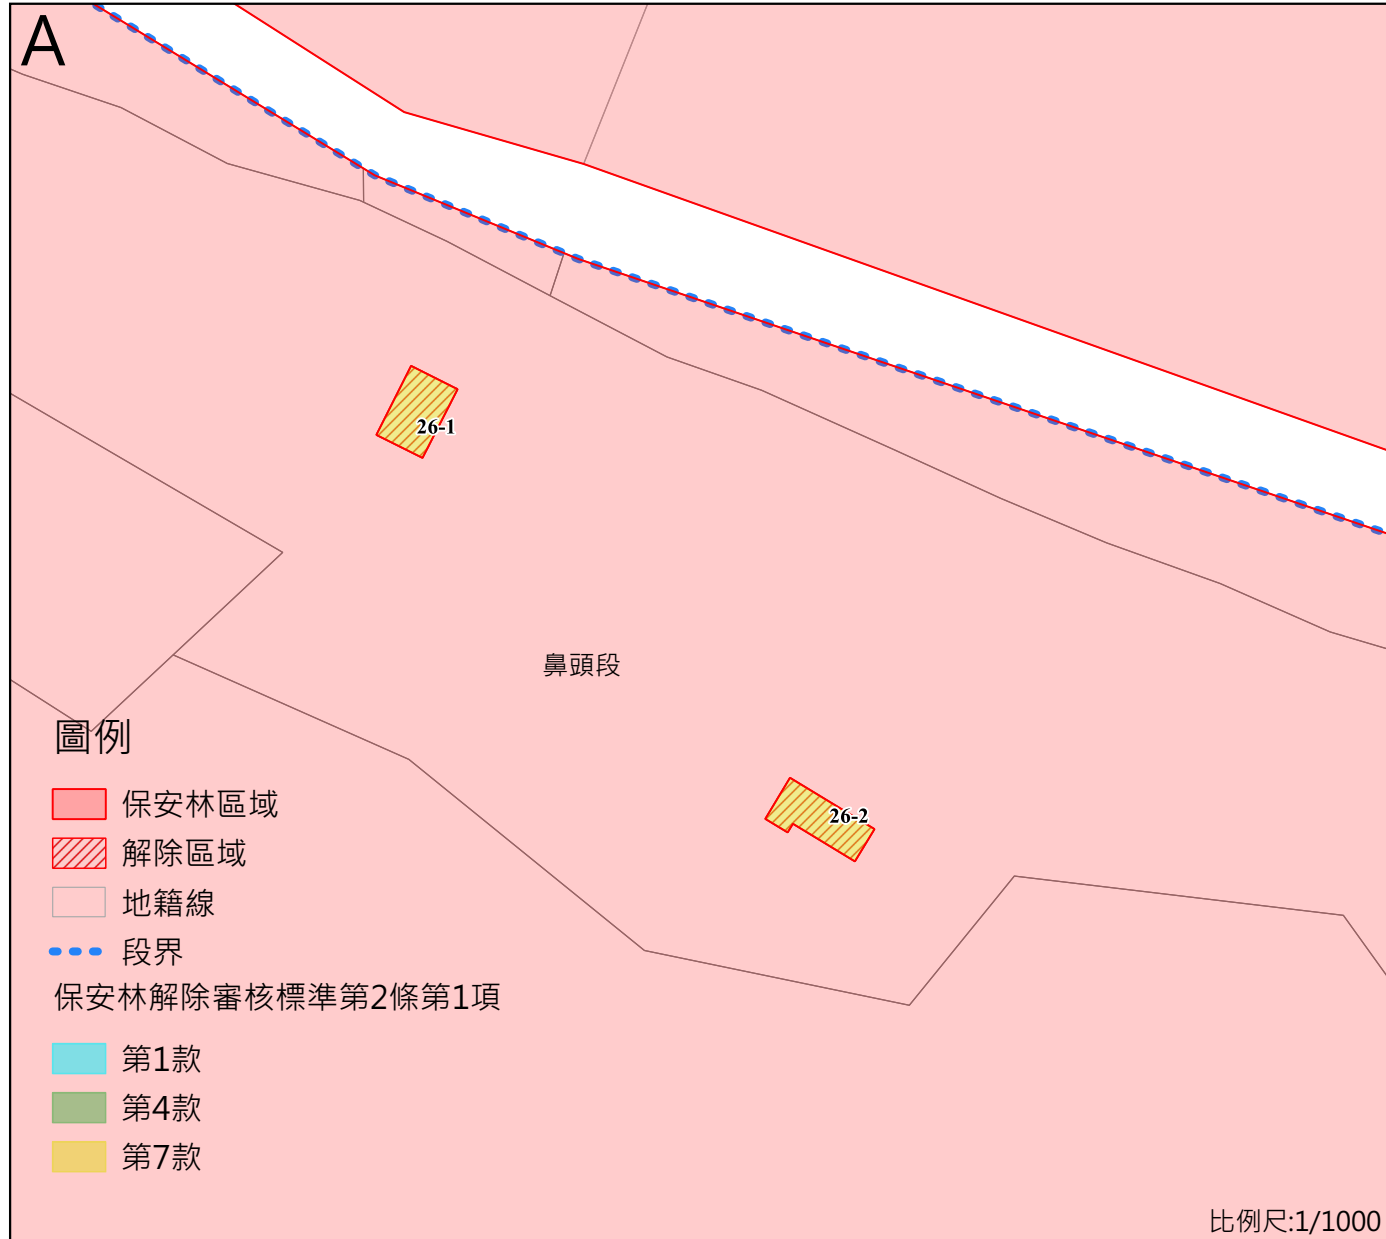 A
26-1
鼻頭段
26-2
圖例
保安林區域
解除區域
地籍線
段界
保安林解除審核標準第2條第1項
第1款
第4款
第7款
比例尺:1/1000